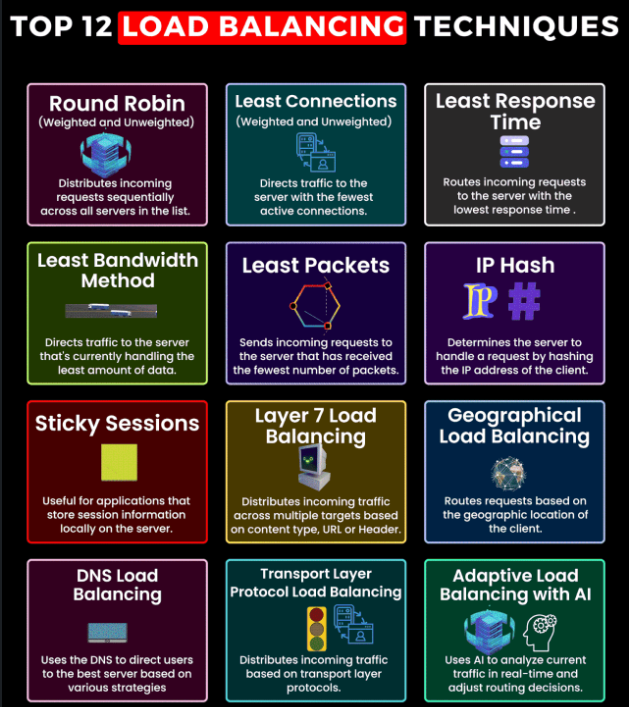 TOP 12 LOAD BALANCING TECHNIQUES
Round Robin
(Weighted and Unweighted)
Distributes incoming
requests sequentially
across all servers in the list.
Least Connections
(Weighted and Unweighted)
Directs traffic to the
server with the fewest
active connections.
Least Response
Time
Routes incoming requests
to the server with the
lowest response time .
Least Bandwidth
Method
Directs traffic to the server
that's currently handling the
least amount of data.
Least Packets
Sends incoming requests to
the server that has received
the fewest number of packets.
IP Hash
IP #
Determines the server to
handle a request by hashing
the IP address of the client.
Sticky Sessions
Useful for applications that
store session information
locally on the server.
Layer 7 Load
Balancing
Distributes incoming traffic
across multiple targets based
on content type, URL or Header.
Geographical
Load Balancing
Routes requests based on
the geographic location of
the client.
DNS Load
Balancing
Uses the DNS to direct users
to the best server based on
various strategies
Transport Layer
Protocol Load Balancing
Distributes incoming traffic
based on transport layer
protocols.
Adaptive Load
Balancing with AI
Uses AI to analyze current
traffic in real-time and
adjust routing decisions.